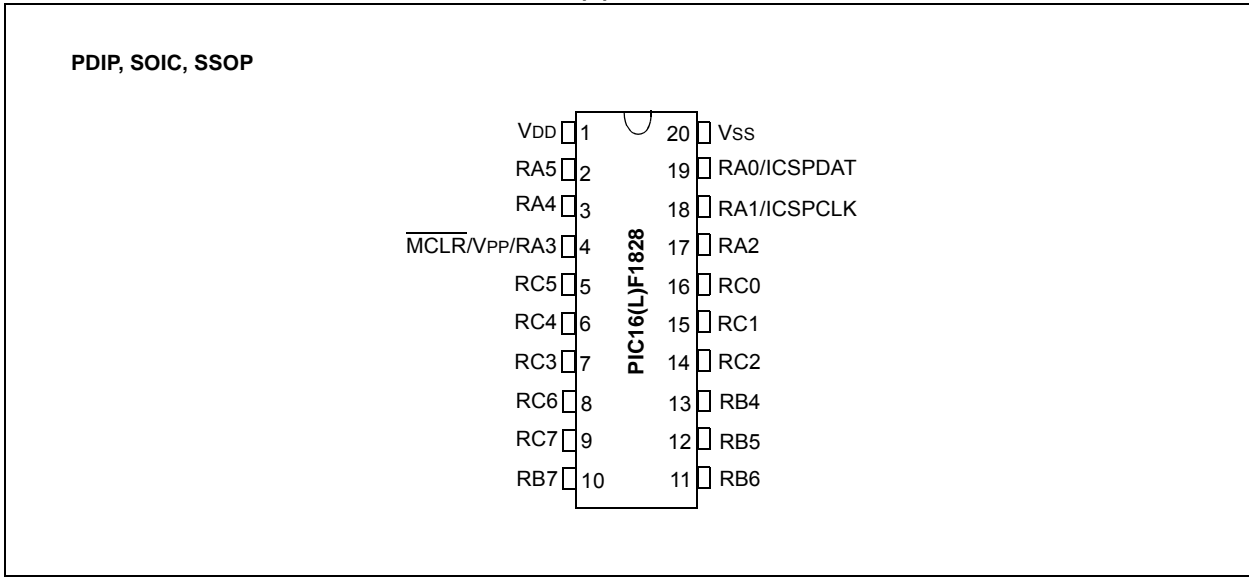 PDIP, SOIC, SSOP
VDD 1 20 VSS
RA5 2 19 RA0/ICSPDAT
RA4 3 18 RA1/ICSPCLK
MCLR/VPP/RA3 4 17 RA2
RC5 5 16 RC0
RC4 6 15 RC1
RC3 7 14 RC2
RC6 8 13 RB4
RC7 9 12 RB5
RB7 10 11 RB6
PIC16(L)F1828